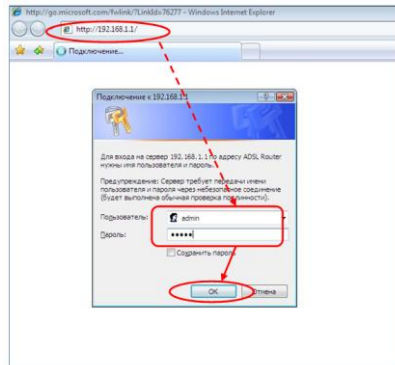 http://go.microsoft.com/fwlink/?LinkId=76277 - Windows Internet Explorer
http://192.168.1.1/
Подключение...
Подключение к 192.168.1.1
Для входа на сервер 192.168.1.1 по адресу ADSL Router
нужны имя пользователя и пароль.
Предупреждение: Сервер требует передачи имени
пользователя и пароля через небезопасное соединение
(будет выполнена обычная проверка подлинности).
Пользователь:
admin
Пароль:
•••••
Сохранить пароль
OK
Отмена